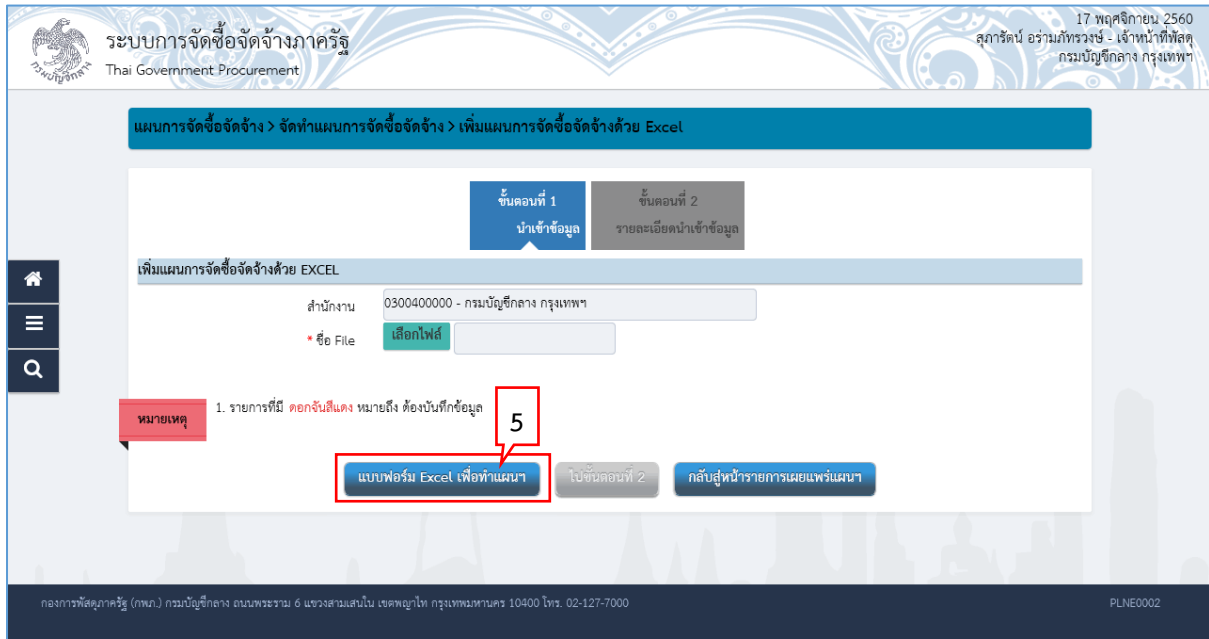 17 พฤศจิกายน 2560
สุภารัตน์ อร่ามภัทรวงษ์ - เจ้าหน้าที่พัสดุ
กรมบัญชีกลาง กรุงเทพฯ
ระบบการจัดซื้อจัดจ้างภาครัฐ
Thai Government Procurement
กรมบัญชีกลาง
แผนการจัดซื้อจัดจ้าง > จัดทำแผนการจัดซื้อจัดจ้าง > เพิ่มแผนการจัดซื้อจัดจ้างด้วย Excel
ขั้นตอนที่ 1
นำเข้าข้อมูล
ขั้นตอนที่ 2
รายละเอียดนำเข้าข้อมูล
เพิ่มแผนการจัดซื้อจัดจ้างด้วย EXCEL
สำนักงาน 0300400000 - กรมบัญชีกลาง กรุงเทพฯ
* ชื่อ File เลือกไฟล์
หมายเหตุ 1. รายการที่มี ดอกจันสีแดง หมายถึง ต้องบันทึกข้อมูล
5
แบบฟอร์ม Excel เพื่อทำแผนฯ ไปขั้นตอนที่ 2 กลับสู่หน้ารายการเผยแพร่แผนฯ
กองการพัสดุภาครัฐ (กพภ.) กรมบัญชีกลาง ถนนพระราม 6 แขวงสามเสนใน เขตพญาไท กรุงเทพมหานคร 10400 โทร. 02-127-7000 PLNE0002